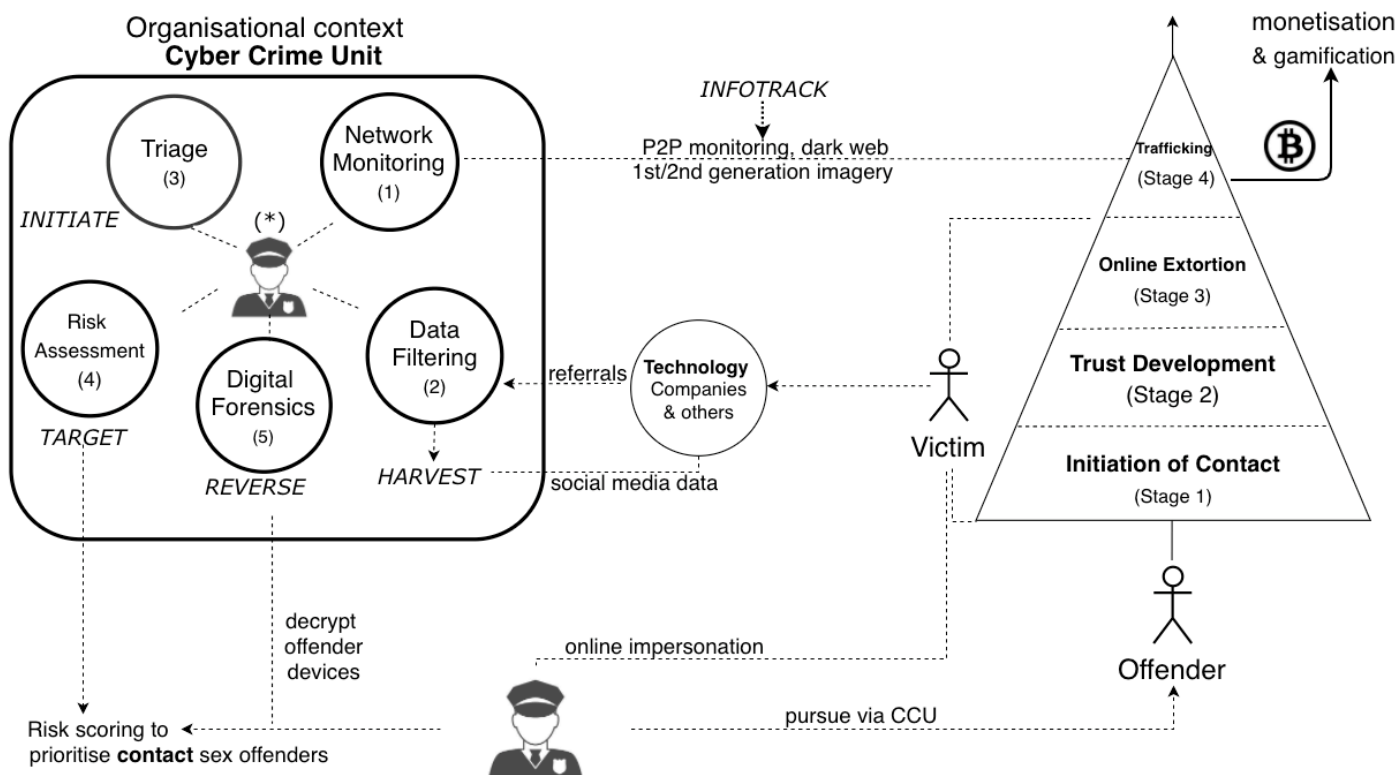 Organisational context
Cyber Crime Unit
Triage
(3)
Network
Monitoring
(1)
INITIATE
(*)
Risk
Assessment
(4)
TARGET
Digital
Forensics
(5)
REVERSE
Data
Filtering
(2)
HARVEST
INFOTRACK
P2P monitoring, dark web
1st/2nd generation imagery
referrals
Technology
Companies
& others
social media data
Victim
monetisation
& gamification
₿
Trafficking
(Stage 4)
Online Extortion
(Stage 3)
Trust Development
(Stage 2)
Initiation of Contact
(Stage 1)
Offender
decrypt
offender
devices
online impersonation
pursue via CCU
Risk scoring to
prioritise contact sex offenders